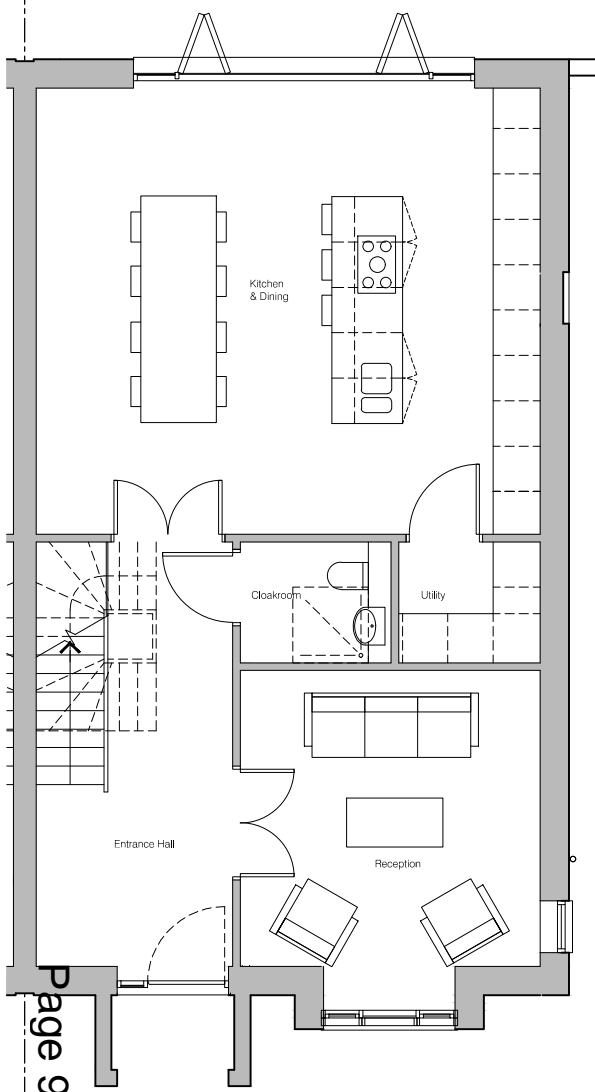 Kitchen
& Dining
Cloakroom
Utility
Entrance Hall
Reception
Page 9